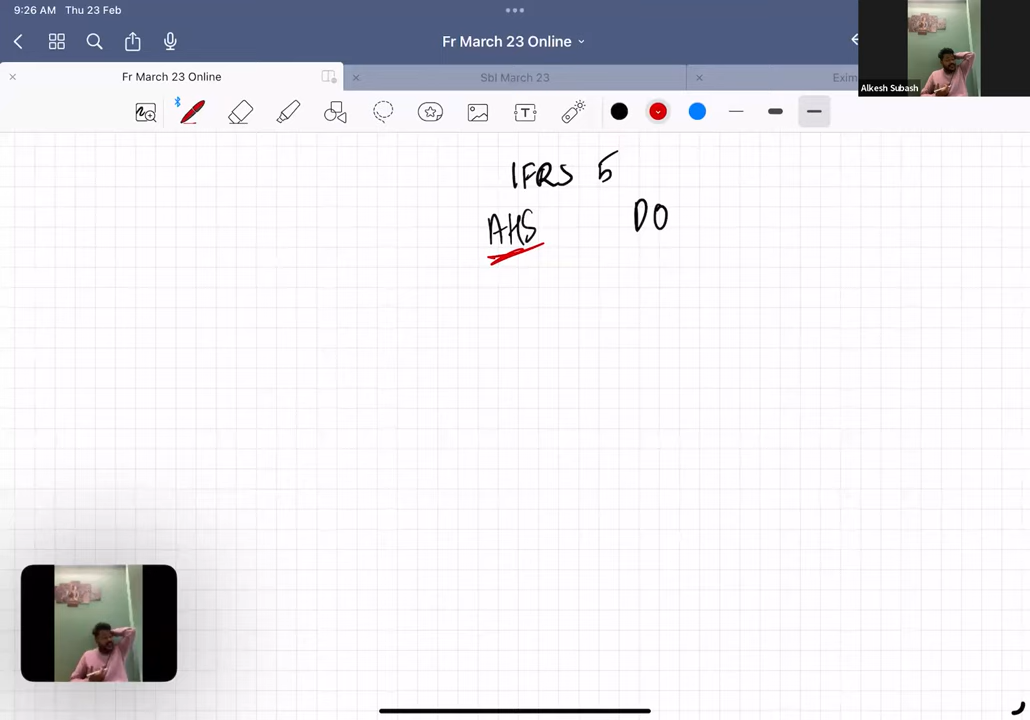 9:26 AM Thu 23 Feb
Fr March 23 Online
Alkesh Subash
Fr March 23 Online
Sbl March 23
Exim
IFRS 5
AHS DO